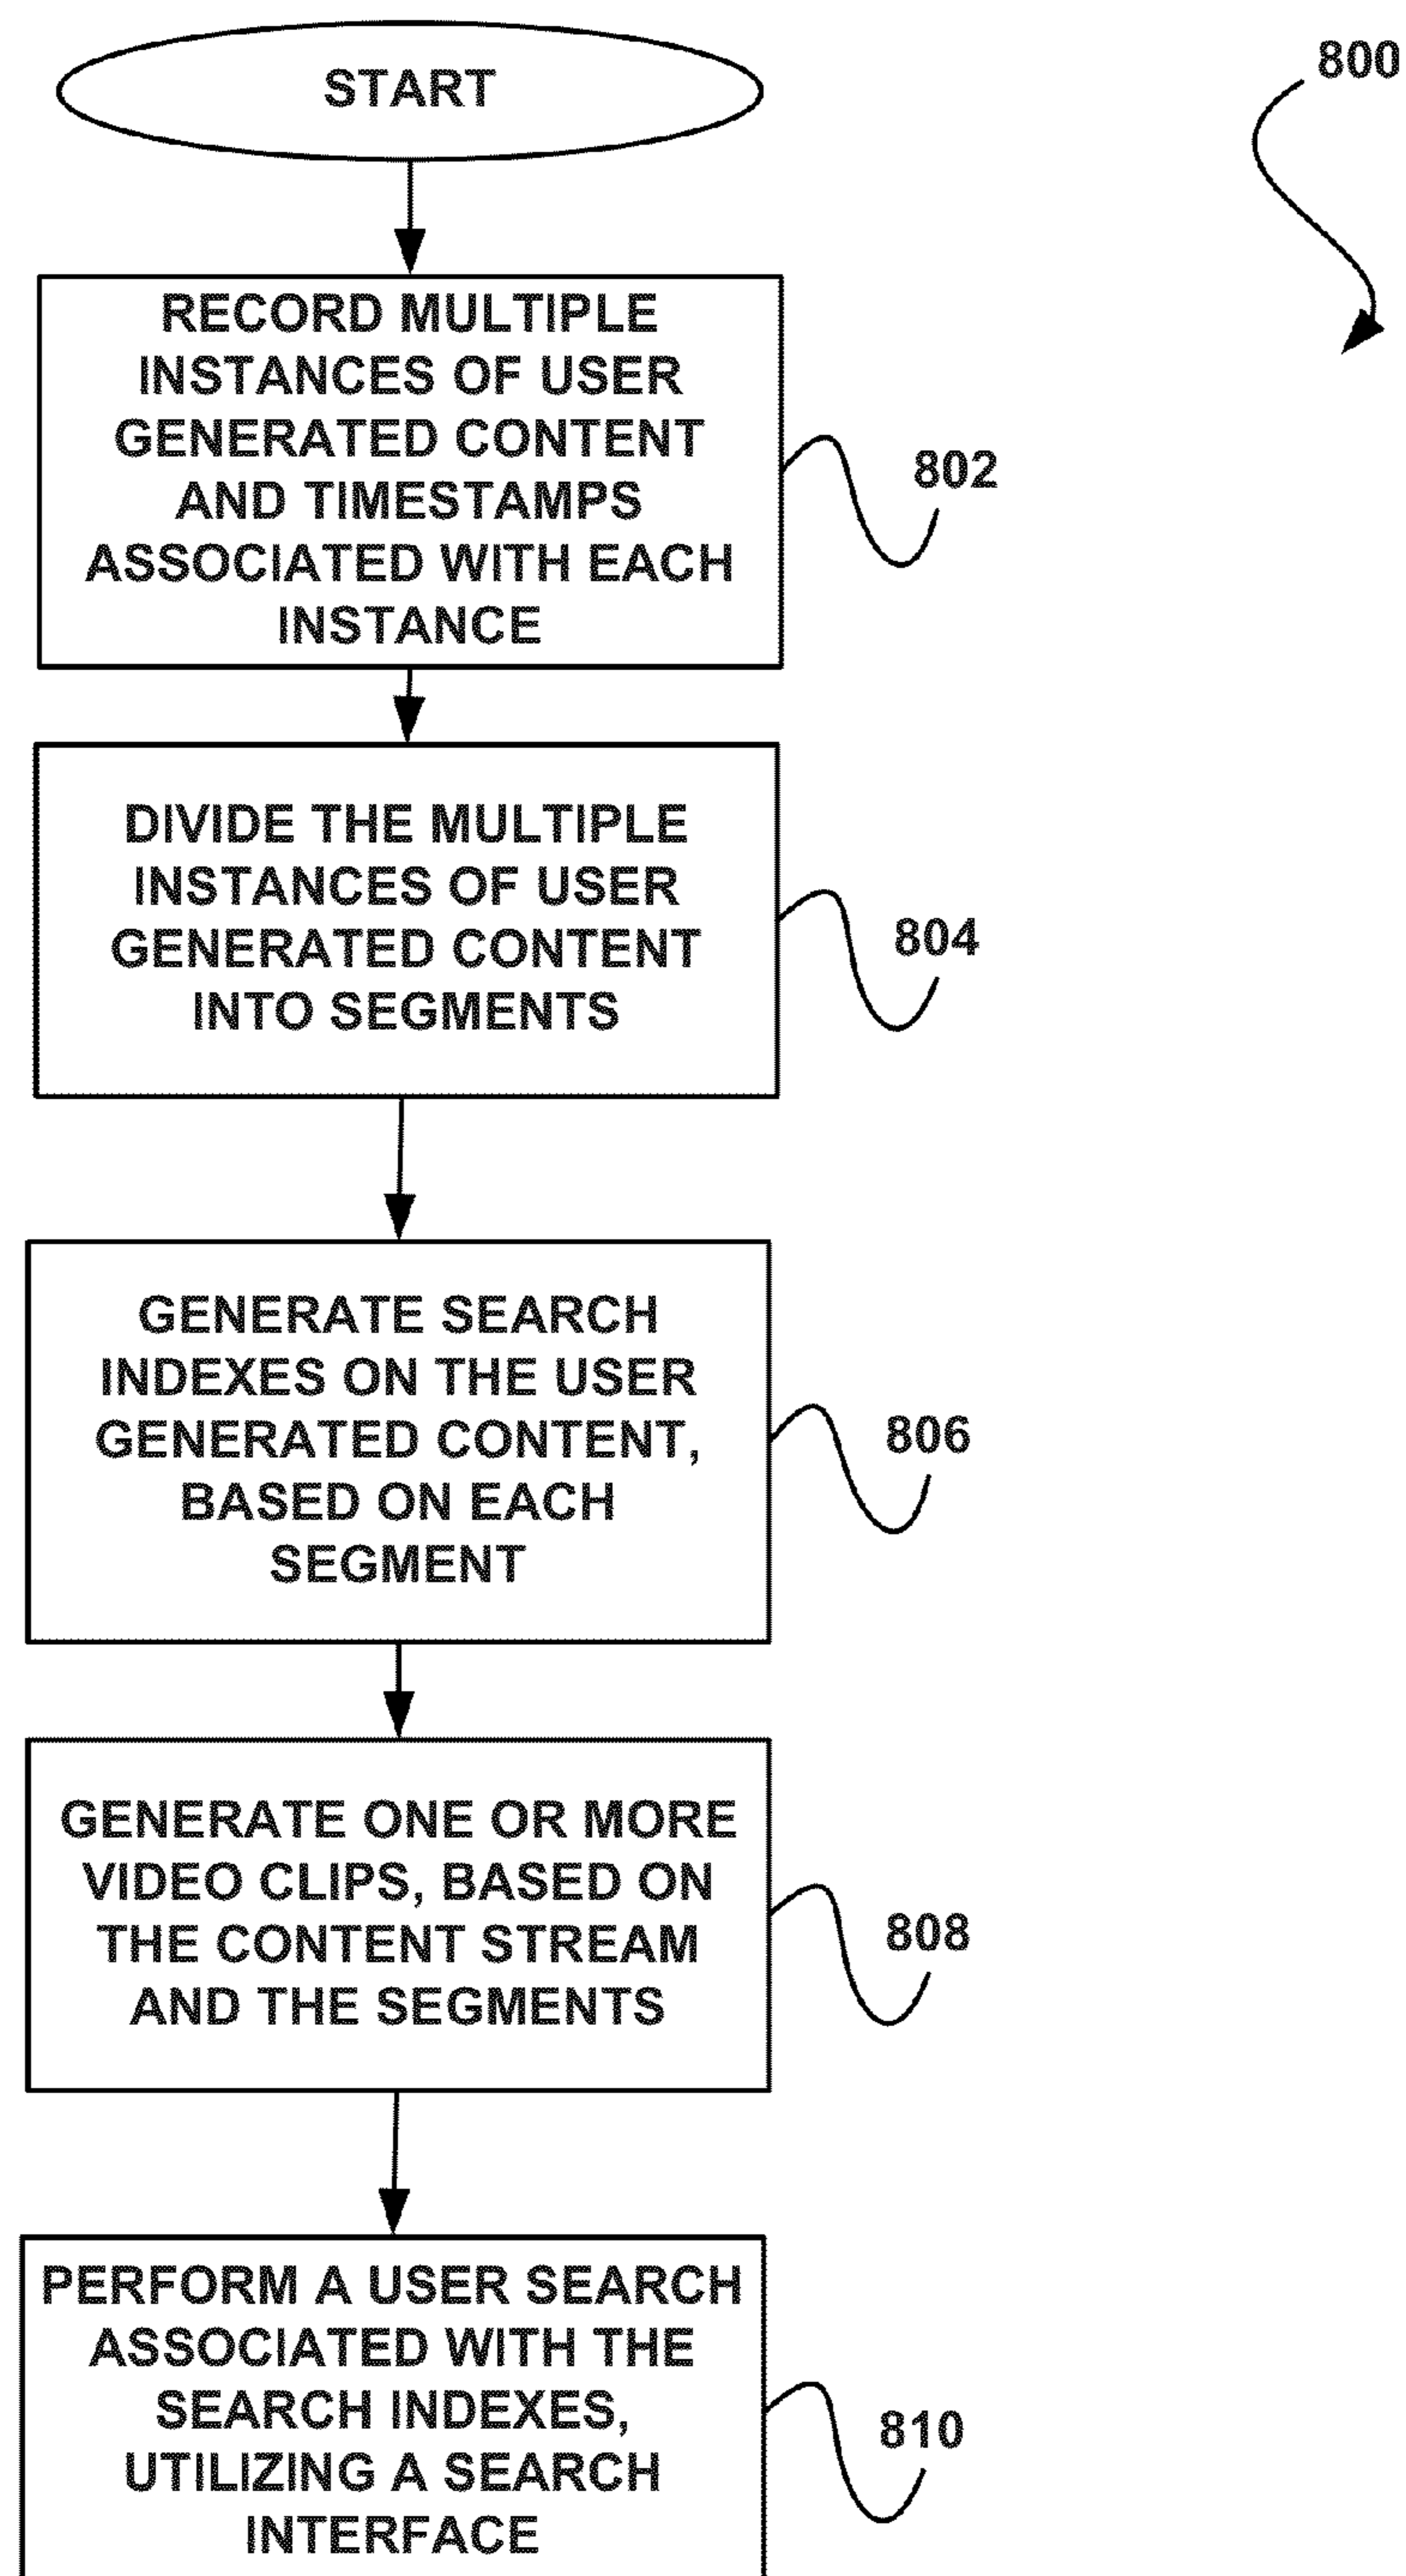 START
800
RECORD MULTIPLE
INSTANCES OF USER
GENERATED CONTENT
AND TIMESTAMPS
ASSOCIATED WITH EACH
INSTANCE
802
DIVIDE THE MULTIPLE
INSTANCES OF USER
GENERATED CONTENT
INTO SEGMENTS
804
GENERATE SEARCH
INDEXES ON THE USER
GENERATED CONTENT,
BASED ON EACH
SEGMENT
806
GENERATE ONE OR MORE
VIDEO CLIPS, BASED ON
THE CONTENT STREAM
AND THE SEGMENTS
808
PERFORM A USER SEARCH
ASSOCIATED WITH THE
SEARCH INDEXES,
UTILIZING A SEARCH
INTERFACE
810